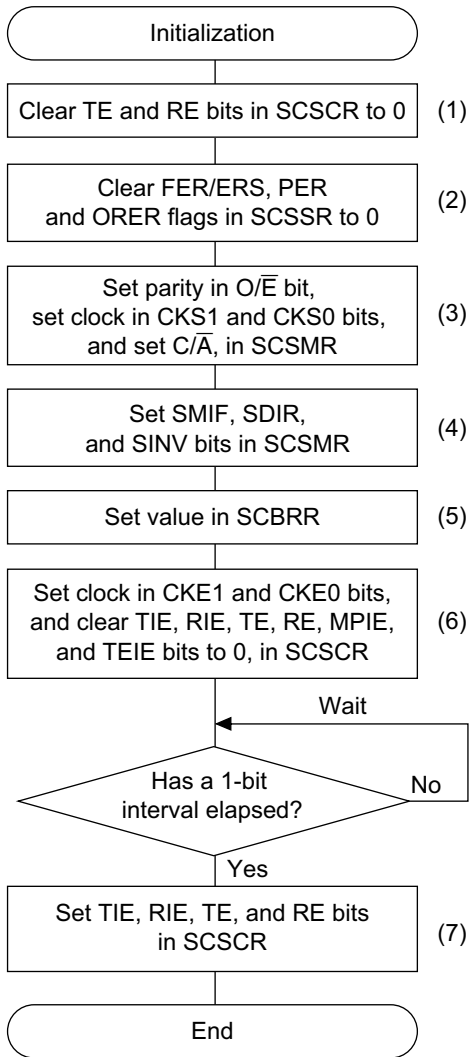 Initialization
Clear TE and RE bits in SCSCR to 0
(1)
Clear FER/ERS, PER
and ORER flags in SCSSR to 0
(2)
Set parity in O/E̅ bit,
set clock in CKS1 and CKS0 bits,
and set C/A̅, in SCSMR
(3)
Set SMIF, SDIR,
and SINV bits in SCSMR
(4)
Set value in SCBRR
(5)
Set clock in CKE1 and CKE0 bits,
and clear TIE, RIE, TE, RE, MPIE,
and TEIE bits to 0, in SCSCR
(6)
Wait
Has a 1-bit
interval elapsed?
No
Yes
Set TIE, RIE, TE, and RE bits
in SCSCR
(7)
End